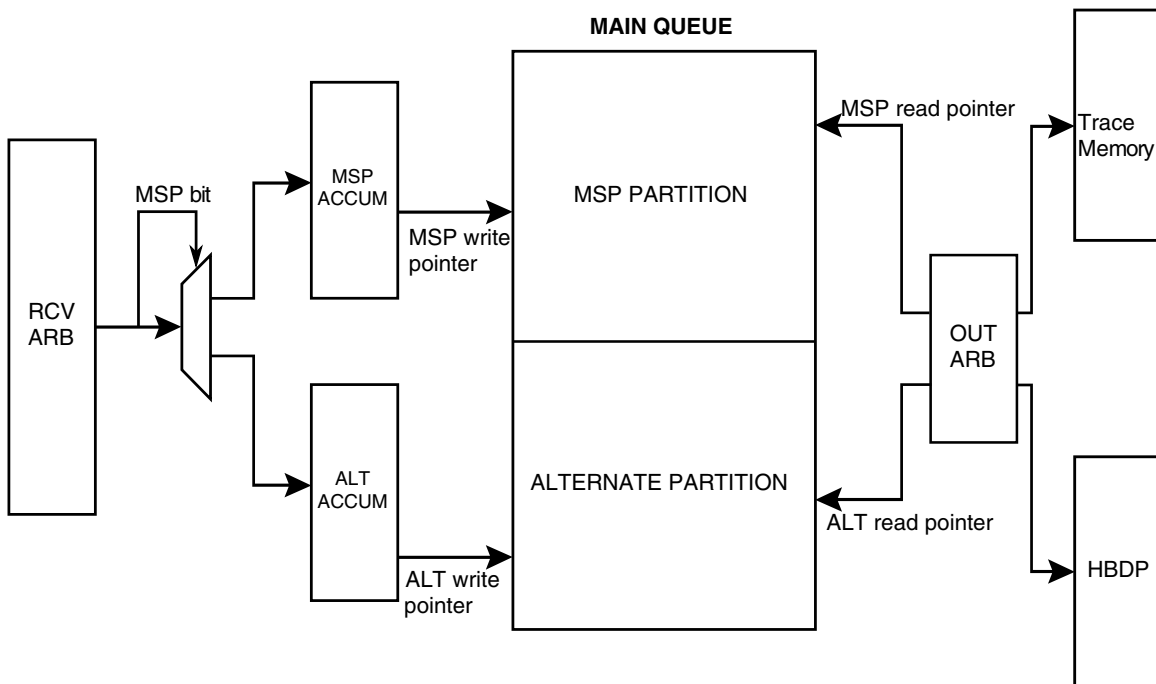 MAIN QUEUE
MSP read pointer
Trace
Memory
MSP
ACCUM
MSP bit
MSP PARTITION
MSP write
pointer
RCV
ARB
OUT
ARB
ALT
ACCUM
ALTERNATE PARTITION
ALT read pointer
ALT write
pointer
HBDP